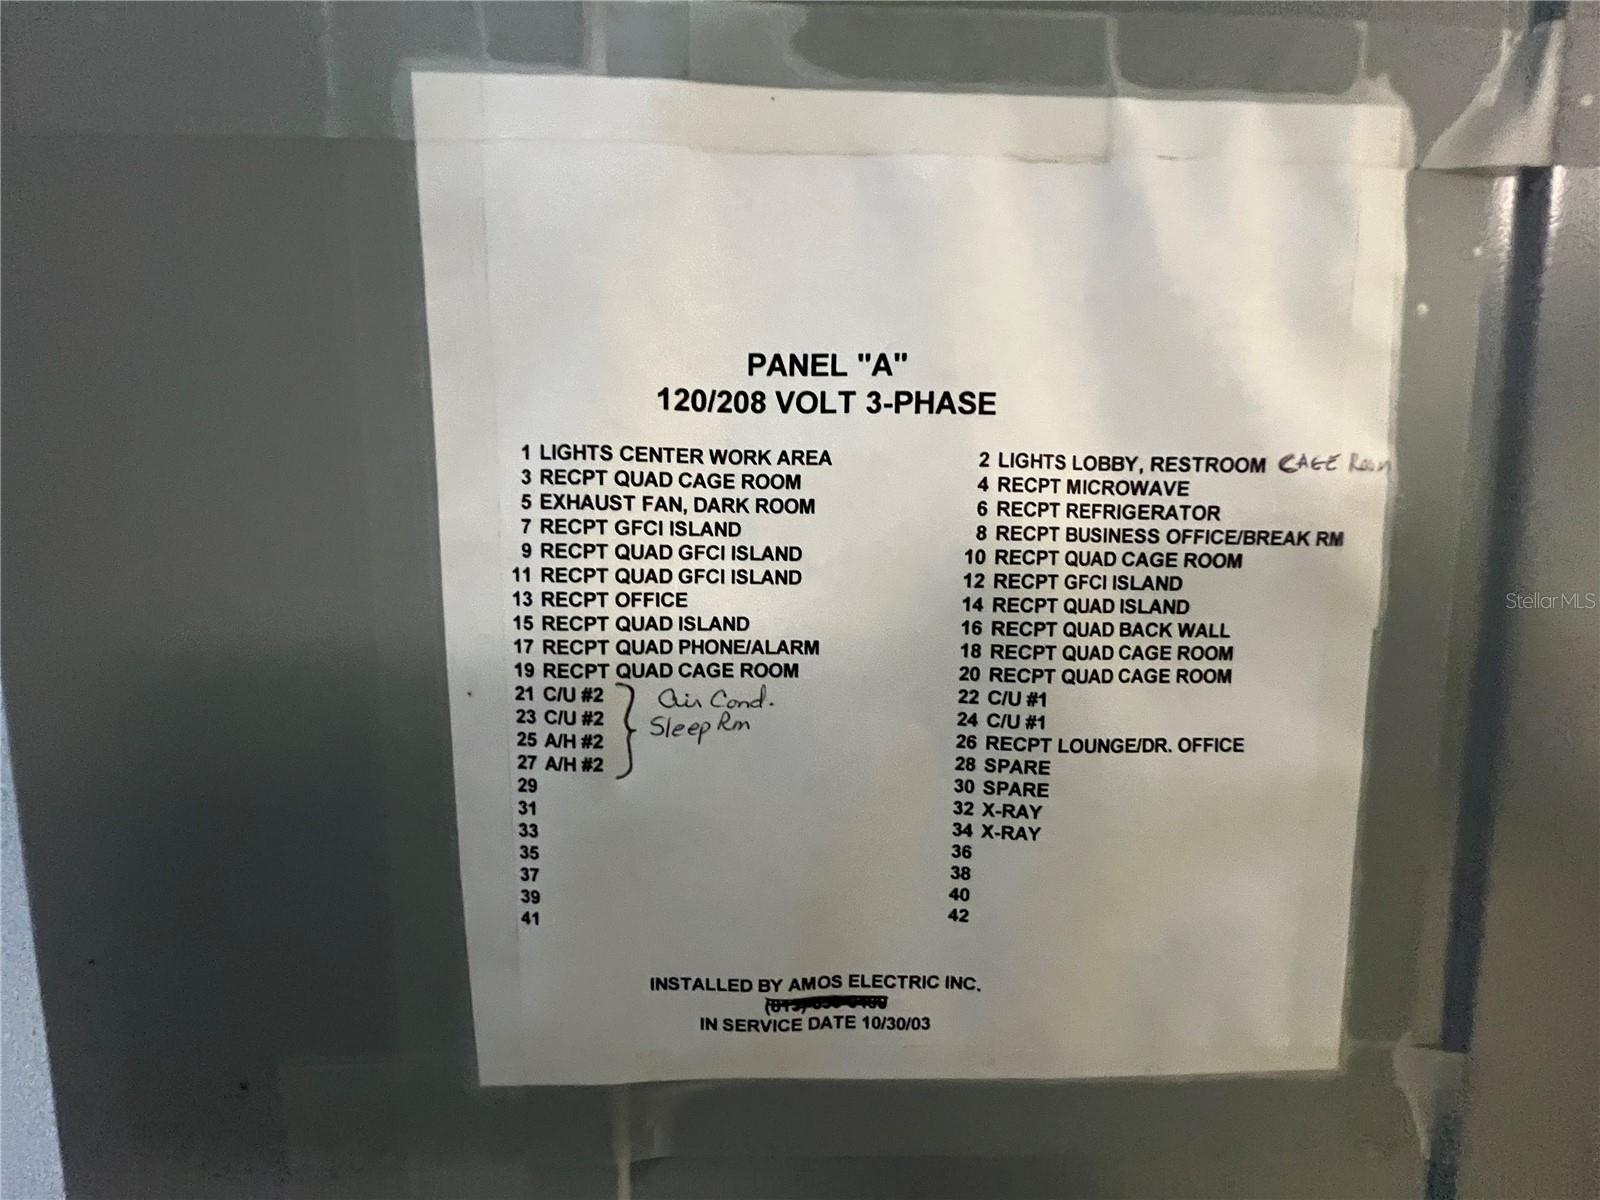 PANEL "A"
120/208 VOLT 3-PHASE
1 LIGHTS CENTER WORK AREA
3 RECPT QUAD CAGE ROOM
5 EXHAUST FAN, DARK ROOM
7 RECPT GFCI ISLAND
9 RECPT QUAD GFCI ISLAND
11 RECPT QUAD GFCI ISLAND
13 RECPT OFFICE
15 RECPT QUAD ISLAND
17 RECPT QUAD PHONE/ALARM
19 RECPT QUAD CAGE ROOM
21 C/U #2
23 C/U #2
25 A/H #2
27 A/H #2
Air Cond.
Sleep Rm
29
31
33
35
37
39
41
2 LIGHTS LOBBY, RESTROOM CAGE Room
4 RECPT MICROWAVE
6 RECPT REFRIGERATOR
8 RECPT BUSINESS OFFICE/BREAK RM
10 RECPT QUAD CAGE ROOM
12 RECPT GFCI ISLAND
14 RECPT QUAD ISLAND
16 RECPT QUAD BACK WALL
18 RECPT QUAD CAGE ROOM
20 RECPT QUAD CAGE ROOM
22 C/U #1
24 C/U #1
26 RECPT LOUNGE/DR. OFFICE
28 SPARE
30 SPARE
32 X-RAY
34 X-RAY
36
38
40
42
INSTALLED BY AMOS ELECTRIC INC.
IN SERVICE DATE 10/30/03
StellarMLS